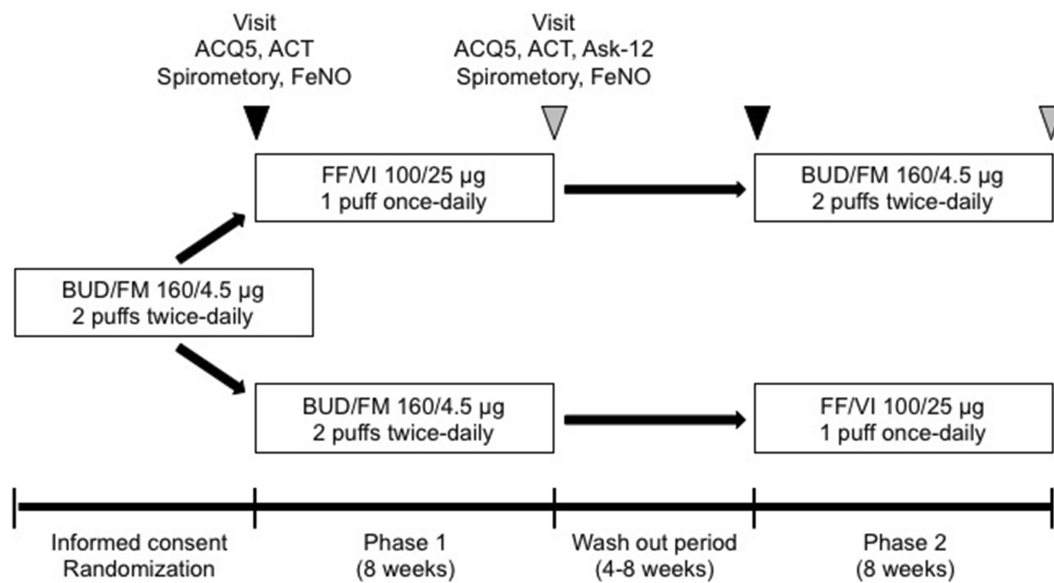 Visit
ACQ5, ACT
Spirometory, FeNO
Visit
ACQ5, ACT, Ask-12
Spirometory, FeNO
FF/VI 100/25 µg
1 puff once-daily
BUD/FM 160/4.5 µg
2 puffs twice-daily
BUD/FM 160/4.5 µg
2 puffs twice-daily
BUD/FM 160/4.5 µg
2 puffs twice-daily
FF/VI 100/25 µg
1 puff once-daily
Informed consent
Randomization
Phase 1
(8 weeks)
Wash out period
(4-8 weeks)
Phase 2
(8 weeks)